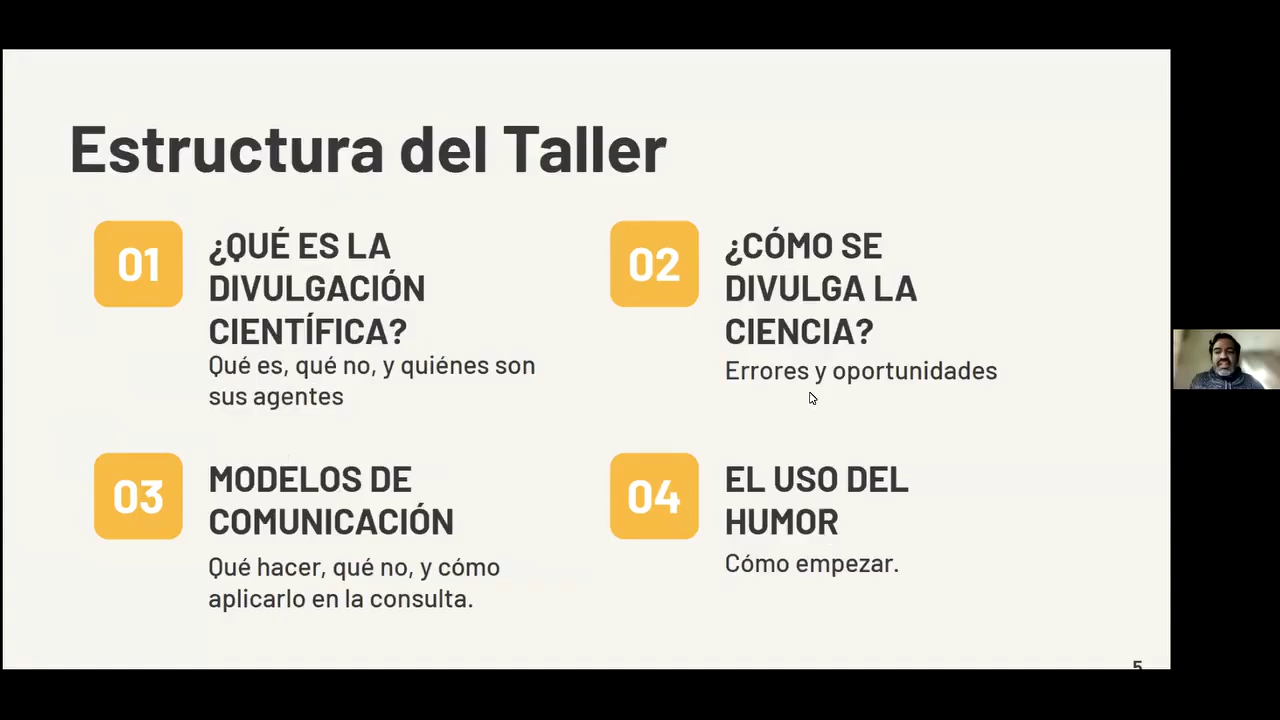 Estructura del Taller
01
¿QUÉ ES LA
DIVULGACIÓN
CIENTÍFICA?
Qué es, qué no, y quiénes son
sus agentes
02
¿CÓMO SE
DIVULGA LA
CIENCIA?
Errores y oportunidades
03
MODELOS DE
COMUNICACIÓN
Qué hacer, qué no, y cómo
aplicarlo en la consulta.
04
EL USO DEL
HUMOR
Cómo empezar.
5